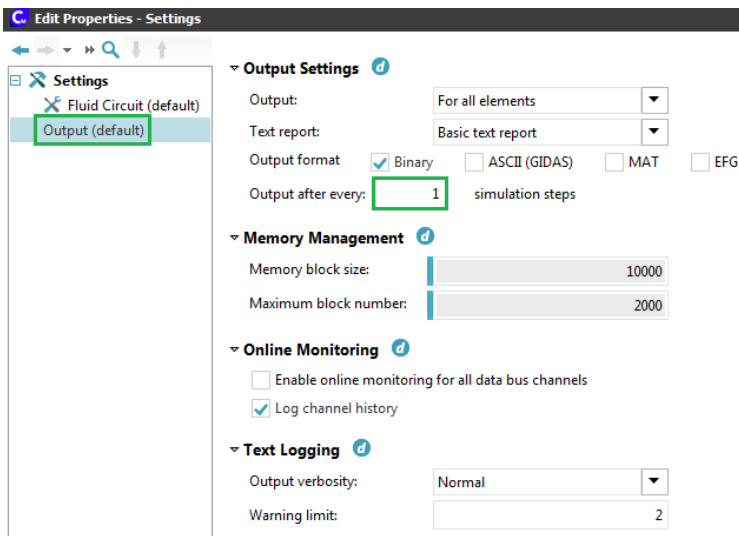 Edit Properties - Settings
Settings
Fluid Circuit (default)
Output (default)
Output Settings d
Output: For all elements
Text report: Basic text report
Output format Binary ASCII (GIDAS) MAT EFG
Output after every: 1 simulation steps
Memory Management d
Memory block size: 10000
Maximum block number: 2000
Online Monitoring d
Enable online monitoring for all data bus channels
Log channel history
Text Logging d
Output verbosity: Normal
Warning limit: 2